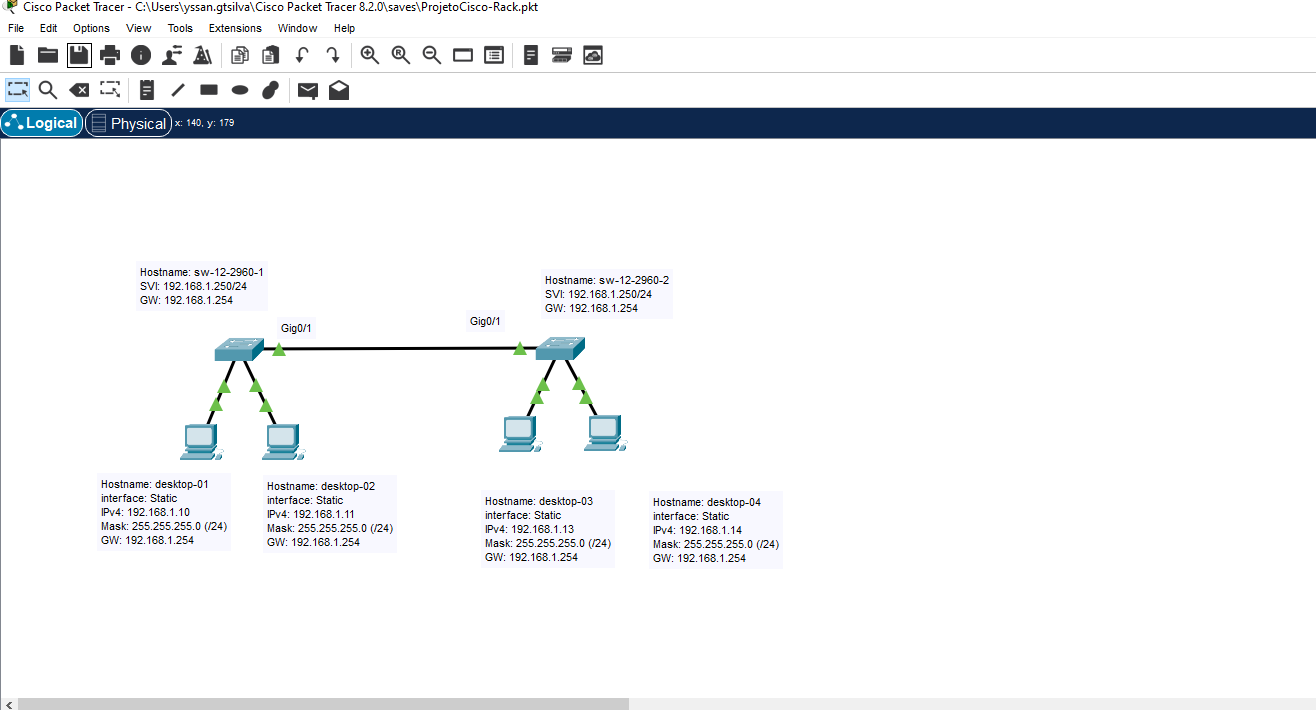 Cisco Packet Tracer - C:\Users\yssan.gtsilva\Cisco Packet Tracer 8.2.0\saves\ProjetoCisco-Rack.pkt
File Edit Options View Tools Extensions Window Help
Logical Physical x: 140, y: 179
Hostname: sw-12-2960-1
SVI: 192.168.1.250/24
GW: 192.168.1.254
Hostname: sw-12-2960-2
SVI: 192.168.1.250/24
GW: 192.168.1.254
Gig0/1
Gig0/1
Hostname: desktop-01
interface: Static
IPv4: 192.168.1.10
Mask: 255.255.255.0 (/24)
GW: 192.168.1.254
Hostname: desktop-02
interface: Static
IPv4: 192.168.1.11
Mask: 255.255.255.0 (/24)
GW: 192.168.1.254
Hostname: desktop-03
interface: Static
IPv4: 192.168.1.13
Mask: 255.255.255.0 (/24)
GW: 192.168.1.254
Hostname: desktop-04
interface: Static
IPv4: 192.168.1.14
Mask: 255.255.255.0 (/24)
GW: 192.168.1.254